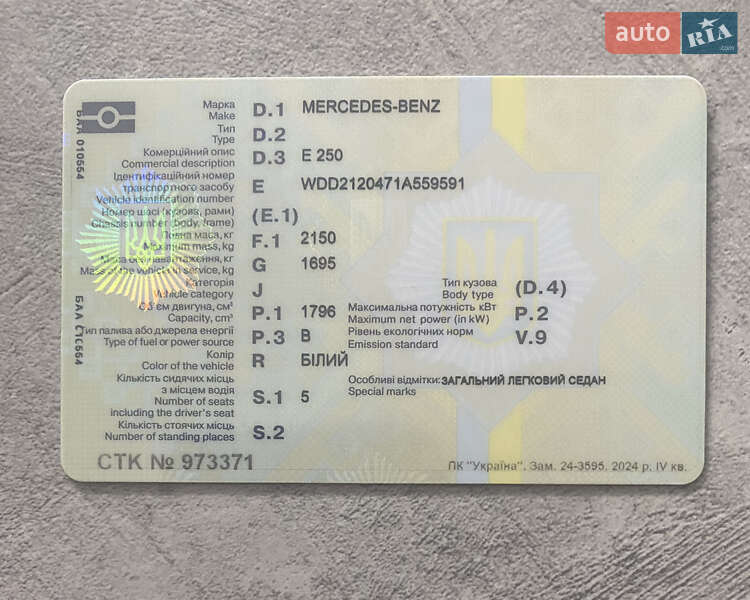 auto RIA .com
Марка
Make
D.1 MERCEDES-BENZ
Тип
Type
D.2
Комерційний опис
Commercial description
D.3 E 250
Ідентифікаційний номер
транспортного засобу
Vehicle identification number
E WDD2120471A559591
Номер шасі (кузова, рами)
Chassis number (body, frame)
(E.1)
Повна маса, кг
Maximum mass, kg
F.1 2150
Маса без навантаження, кг
Mass of the vehicle in service, kg
G 1695
Категорія
Vehicle category
J
Тип кузова
Body type
(D.4)
Об'єм двигуна, см³
Capacity, cm³
P.1 1796
Максимальна потужність кВт
Maximum net power (in kW)
P.2
Тип палива або джерела енергії
Type of fuel or power source
P.3 B
Рівень екологічних норм
Emission standard
V.9
Колір
Color of the vehicle
R БІЛИЙ
Кількість сидячих місць
з місцем водія
Number of seats
including the driver's seat
S.1 5
Особливі відмітки: ЗАГАЛЬНИЙ ЛЕГКОВИЙ СЕДАН
Special marks
Кількість стоячих місць
Number of standing places
S.2
СТК № 973371
ПК "Україна". Зам. 24-3595. 2024 р. IV кв.